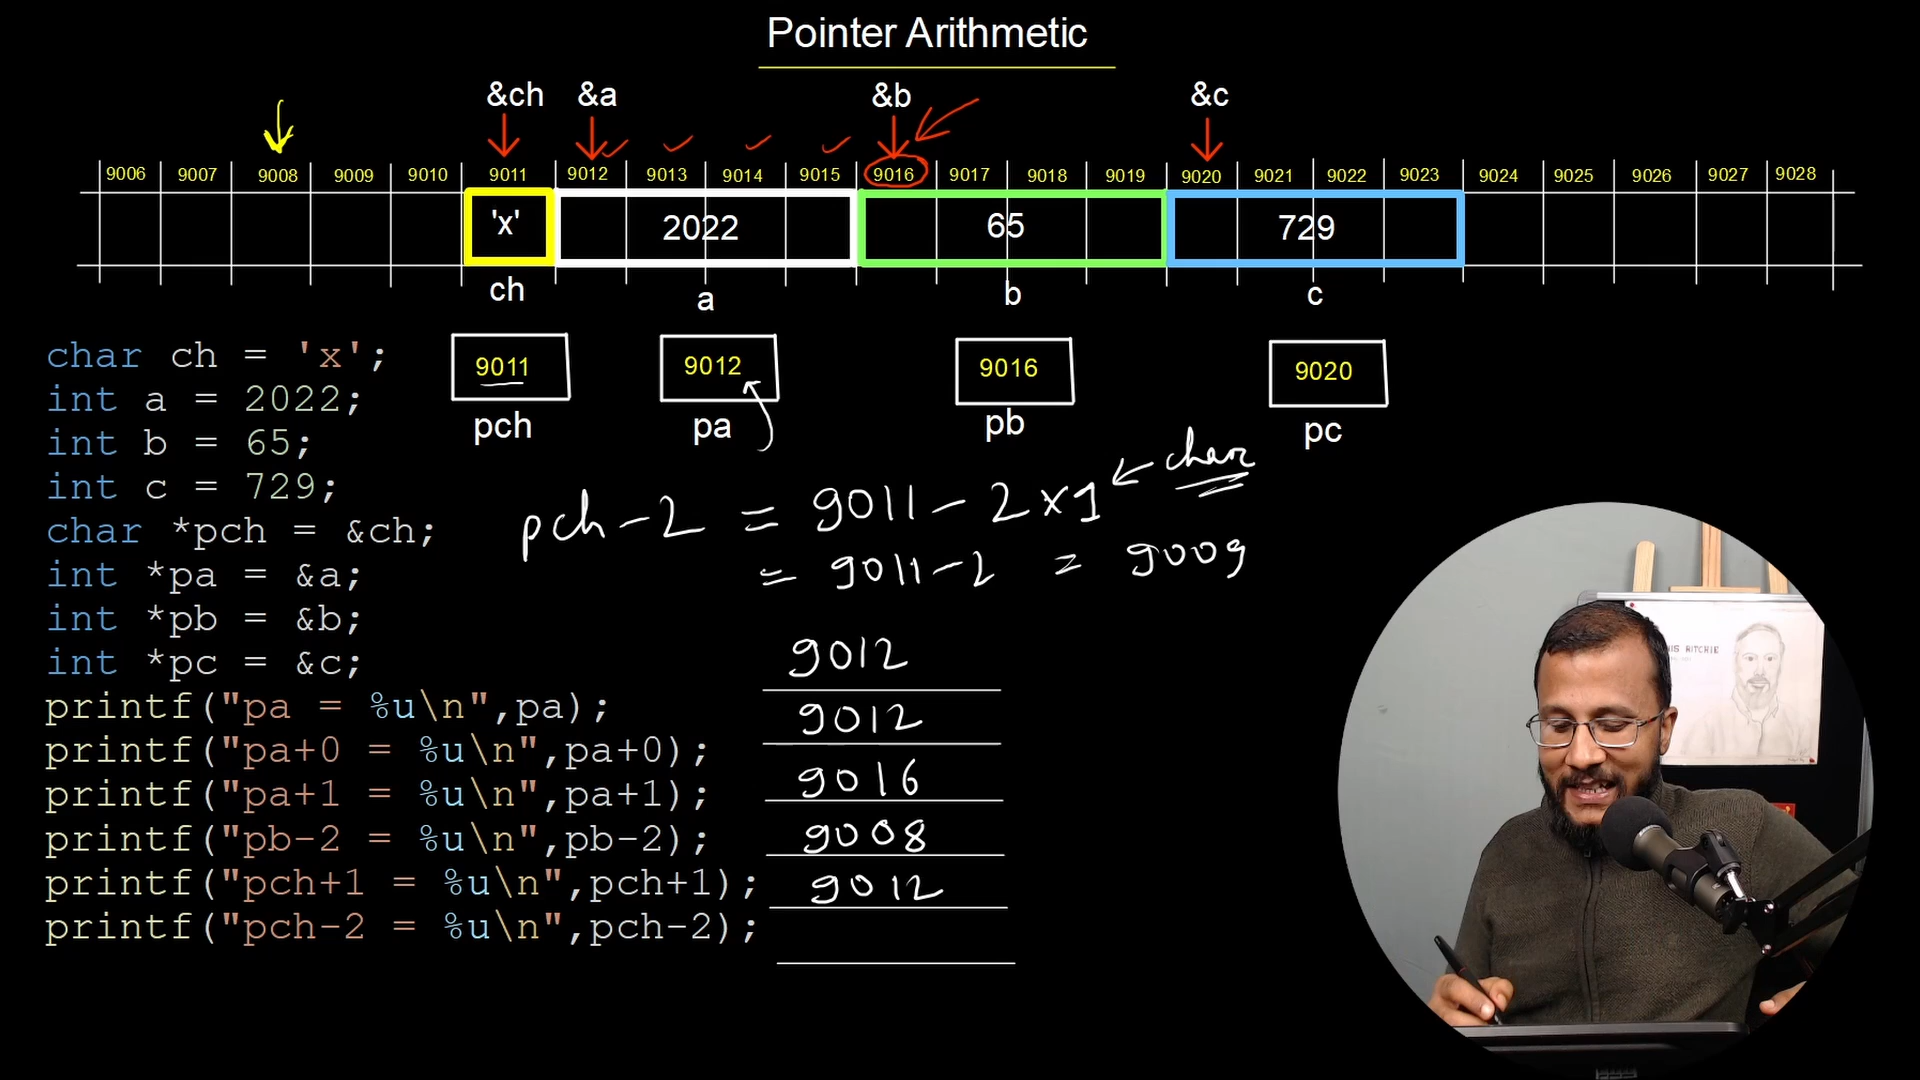 Pointer Arithmetic
&ch &a &b &c
9006 9007 9008 9009 9010 9011 9012 9013 9014 9015 9016 9017 9018 9019 9020 9021 9022 9023 9024 9025 9026 9027 9028
'x' 2022 65 729
ch a b c
9011 9012 9016 9020
pch pa pb pc
char ch = 'x';
int a = 2022;
int b = 65;
int c = 729;
char *pch = &ch;
int *pa = &a;
int *pb = &b;
int *pc = &c;
printf("pa = %u\n",pa);
printf("pa+0 = %u\n",pa+0);
printf("pa+1 = %u\n",pa+1);
printf("pb-2 = %u\n",pb-2);
printf("pch+1 = %u\n",pch+1);
printf("pch-2 = %u\n",pch-2);
pch-2 = 9011-2x1 char
= 9011-2 = 9009
9012
9012
9016
9008
9012
RITCHIE